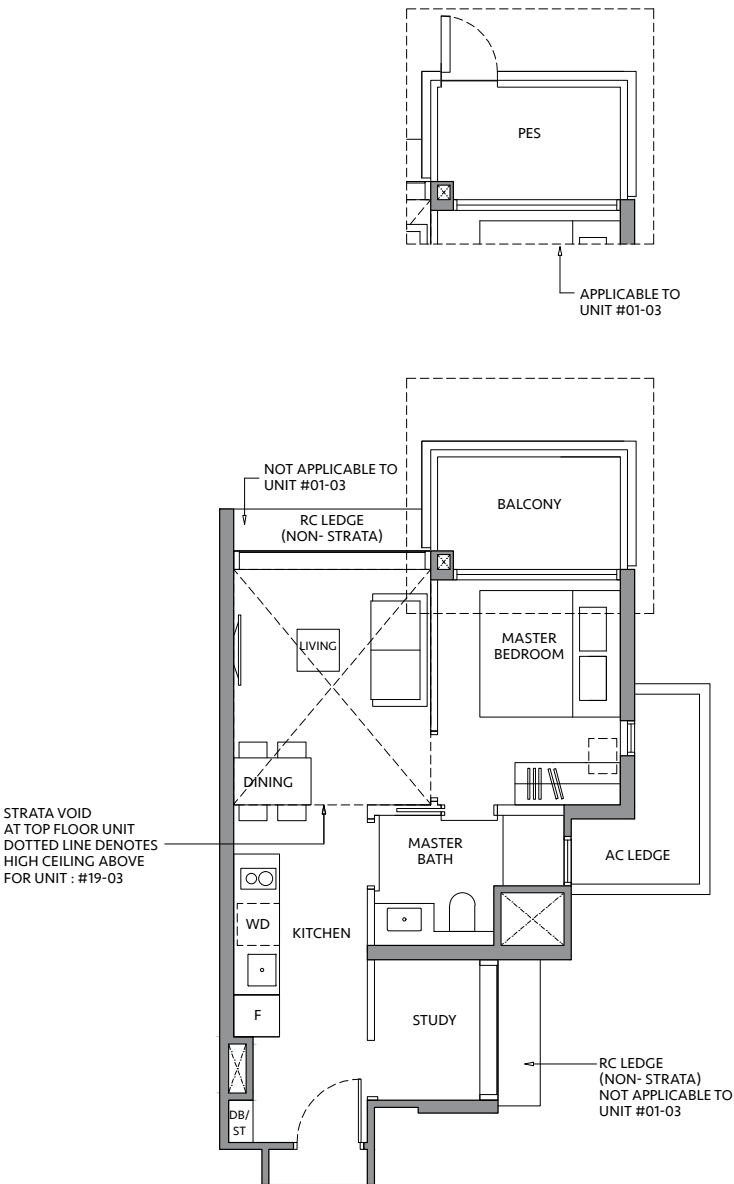 PES
APPLICABLE TO
UNIT #01-03
NOT APPLICABLE TO
UNIT #01-03
RC LEDGE
(NON- STRATA)
BALCONY
LIVING
MASTER
BEDROOM
DINING
STRATA VOID
AT TOP FLOOR UNIT
DOTTED LINE DENOTES
HIGH CEILING ABOVE
FOR UNIT : #19-03
MASTER
BATH
AC LEDGE
WD
KITCHEN
F
STUDY
RC LEDGE
(NON- STRATA)
NOT APPLICABLE TO
UNIT #01-03
DB/
ST